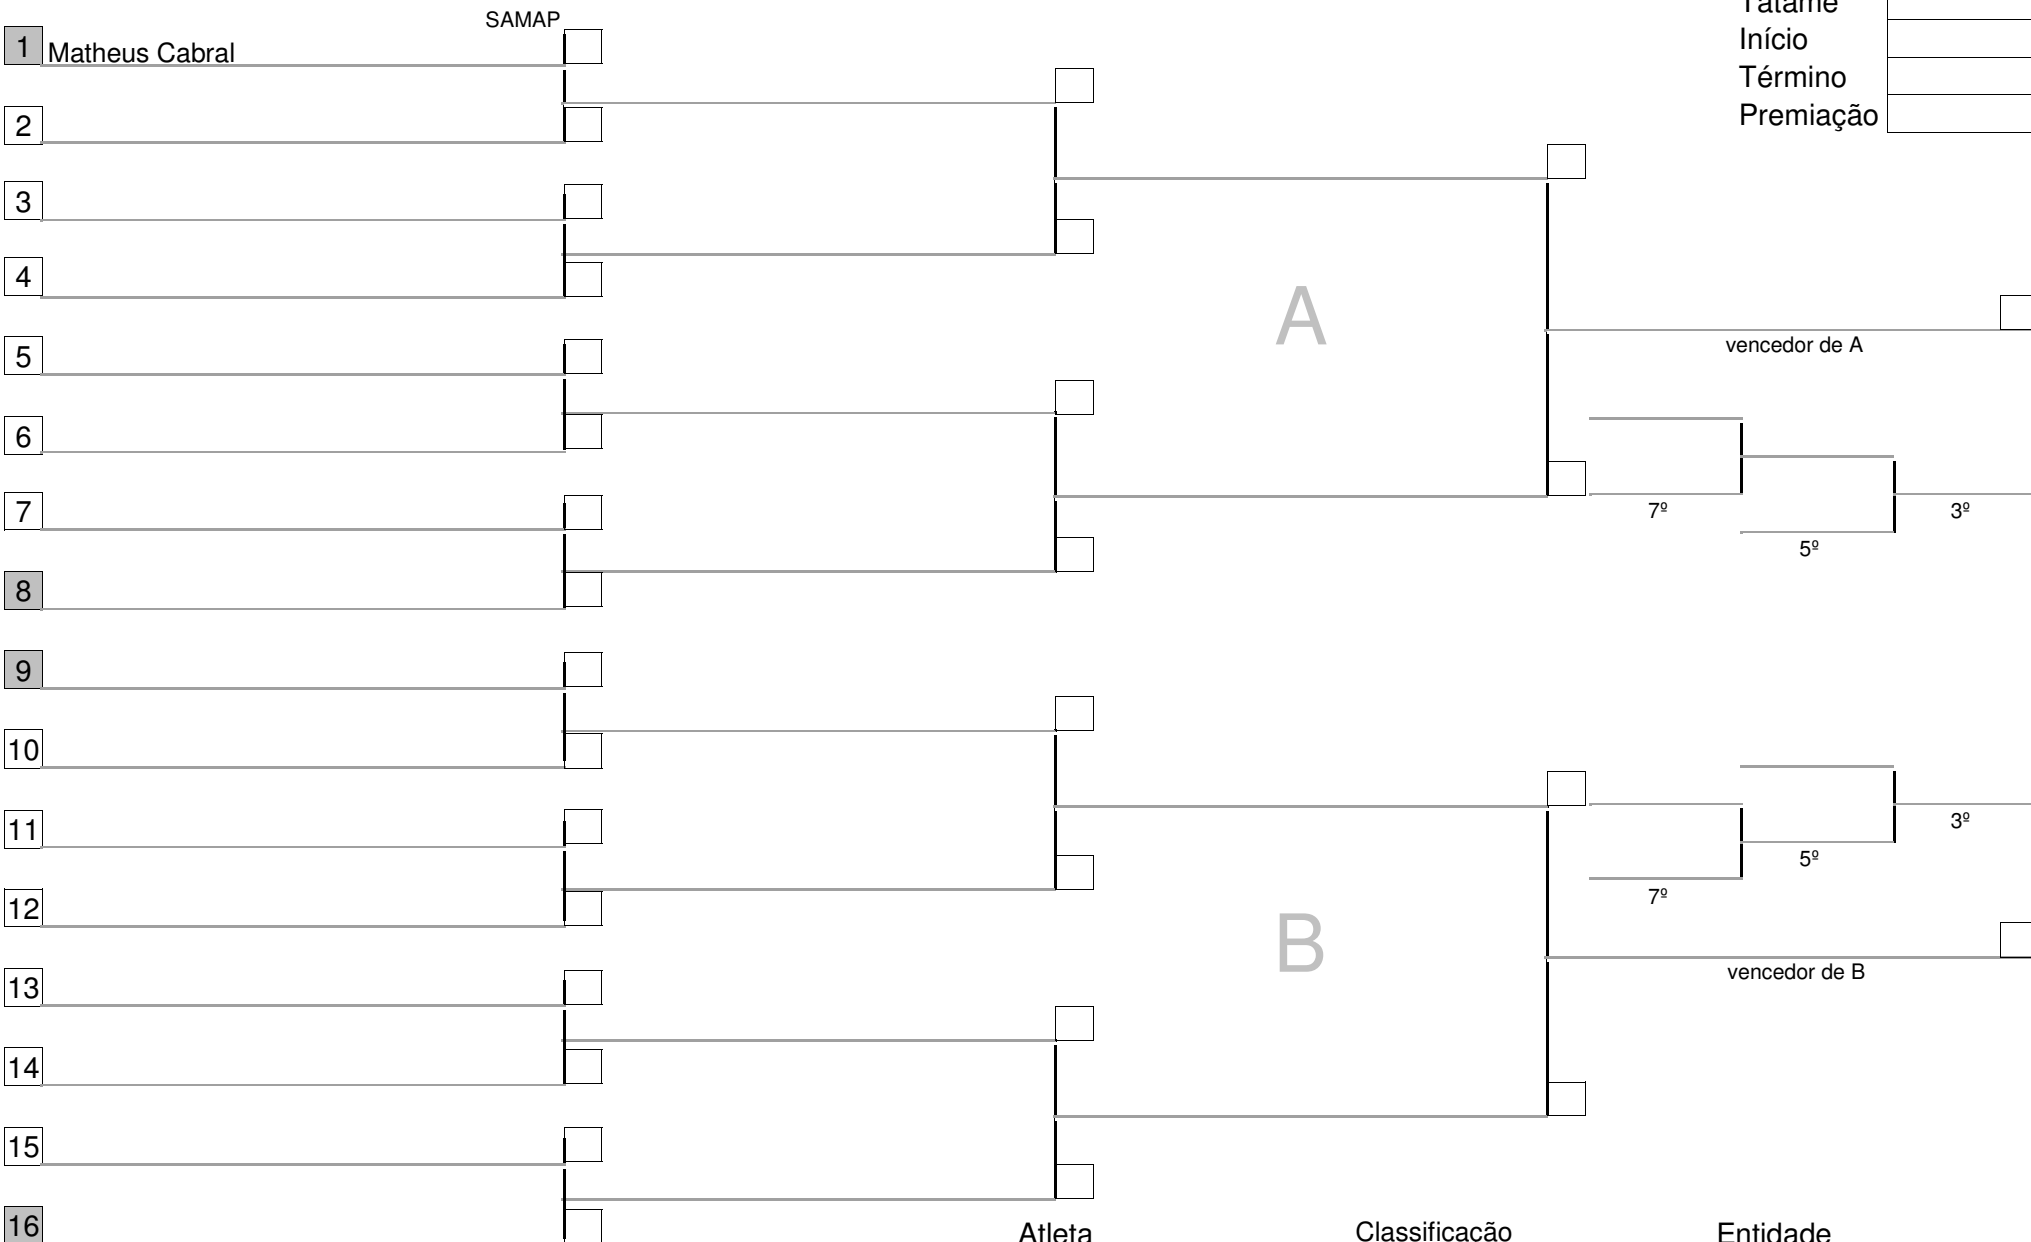 SAMAP
Tatame
1 Matheus Cabral
Início
Término
Premiação
2
3
4
A
5
vencedor de A
6
7
7º
3º
5º
8
9
10
11
3º
5º
12
7º
B
13
vencedor de B
14
15
16
Atleta Classificação Entidade